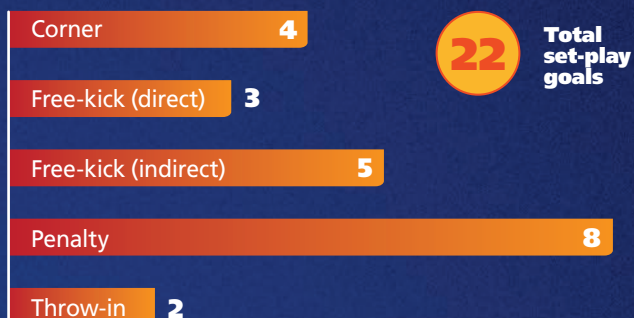 Corner 4
22
Total
set-play
goals
Free-kick (direct) 3
Free-kick (indirect) 5
Penalty 8
Throw-in 2